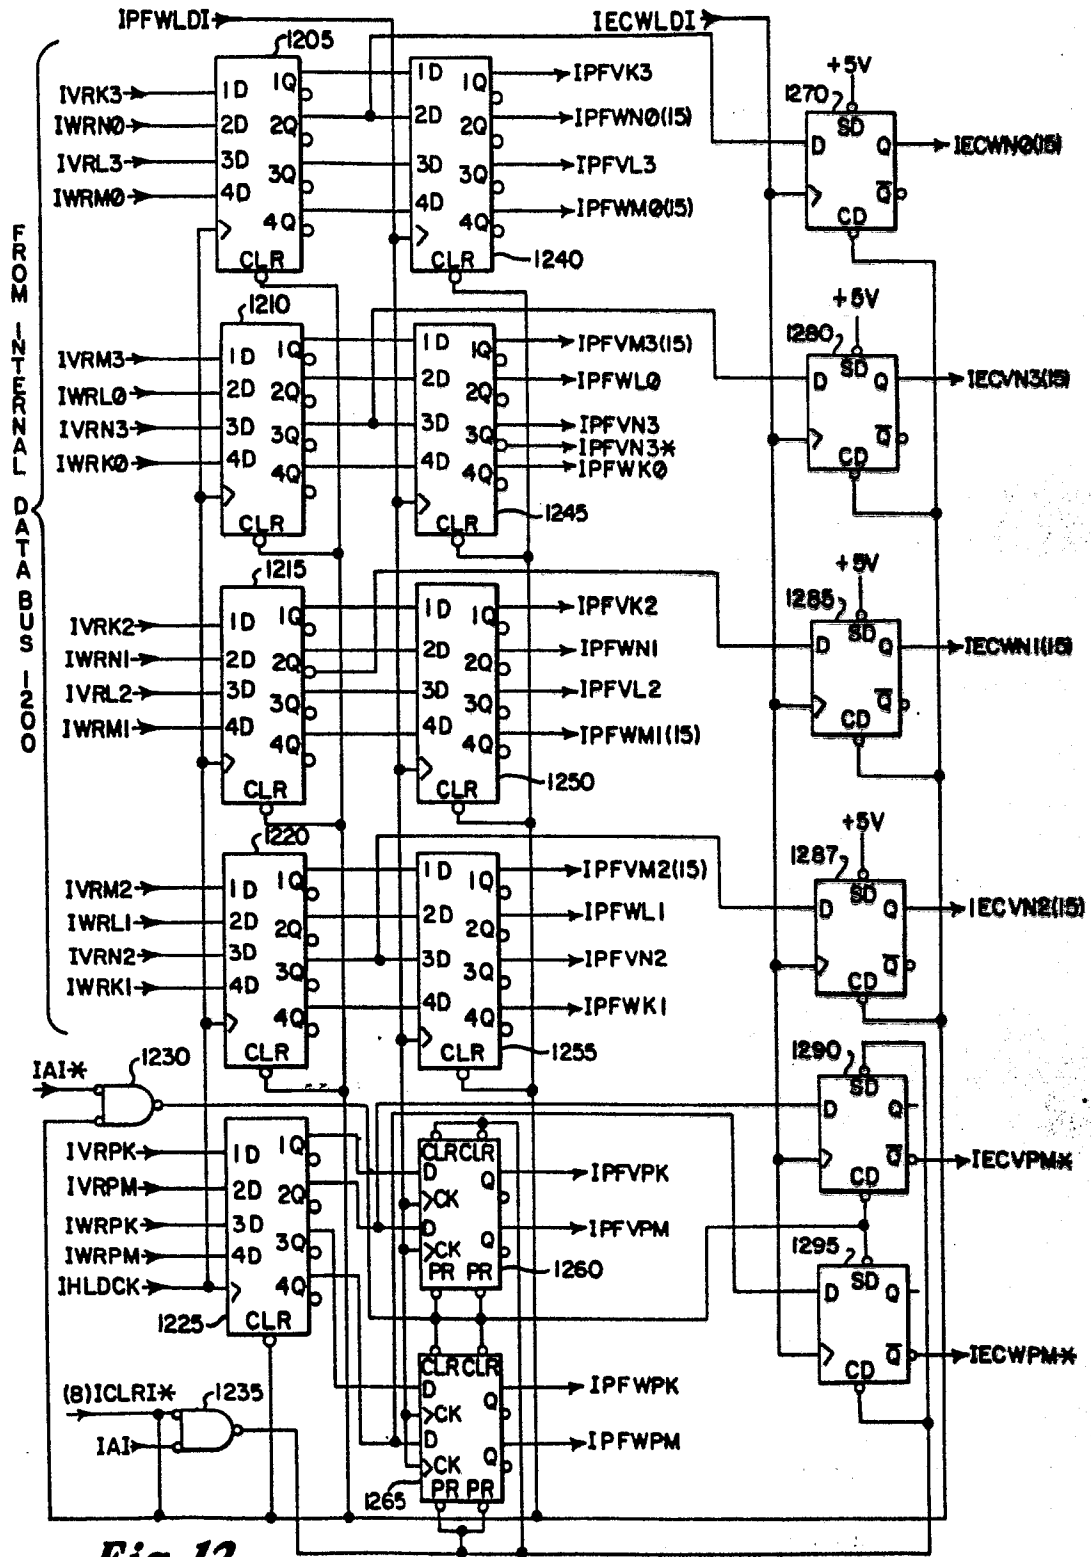 IPFWLDI
IECWLDI
FROM INTERNAL DATA BUS 1200
1205
IVRK3 1D 1Q
IWRN0 2D 2Q
IVRL3 3D 3Q
IWRM0 4D 4Q
CLR
1D 1Q IPFVK3
2D 2Q IPFWN0(15)
3D 3Q IPFVL3
4D 4Q IPFWM0(15)
CLR
1240
+5V
1270
SD
D Q IECWN0(15)
Q̅
CD
1210
IVRM3 1D 1Q
IWRL0 2D 2Q
IVRN3 3D 3Q
IWRK0 4D 4Q
CLR
1D 1Q IPFVM3(15)
2D 2Q IPFWL0
3D 3Q IPFVN3
IPFVN3*
4D 4Q IPFWK0
CLR
1245
+5V
1280
SD
D Q IECVN3(15)
Q̅
CD
1215
IVRK2 1D 1Q
IWRN1 2D 2Q
IVRL2 3D 3Q
IWRM1 4D 4Q
CLR
1D 1Q IPFVK2
2D 2Q IPFWN1
3D 3Q IPFVL2
4D 4Q IPFWM1(15)
CLR
1250
+5V
1285
SD
D Q IECWN1(15)
Q̅
CD
1220
IVRM2 1D 1Q
IWRL1 2D 2Q
IVRN2 3D 3Q
IWRK1 4D 4Q
CLR
1D 1Q IPFVM2(15)
2D 2Q IPFWL1
3D 3Q IPFVN2
4D 4Q IPFWK1
CLR
1255
+5V
1287
SD
D Q IECVN2(15)
Q̅
CD
IAI*
1230
IVRPK 1D 1Q
IVRPM 2D 2Q
IWRPK 3D 3Q
IWRPM 4D 4Q
IHLDCK
1225
CLR
CLR CLR
D Q IPFVPK
CK
D Q IPFVPM
CK
PR PR
1260
1290
SD
D Q
Q̅ IECVPM*
CD
1295
SD
D Q
Q̅ IECWPM*
CD
(8)ICLRI*
1235
IAI
CLR CLR
D Q IPFWPK
CK
D Q IPFWPM
CK
PR PR
1265
Fig. 12